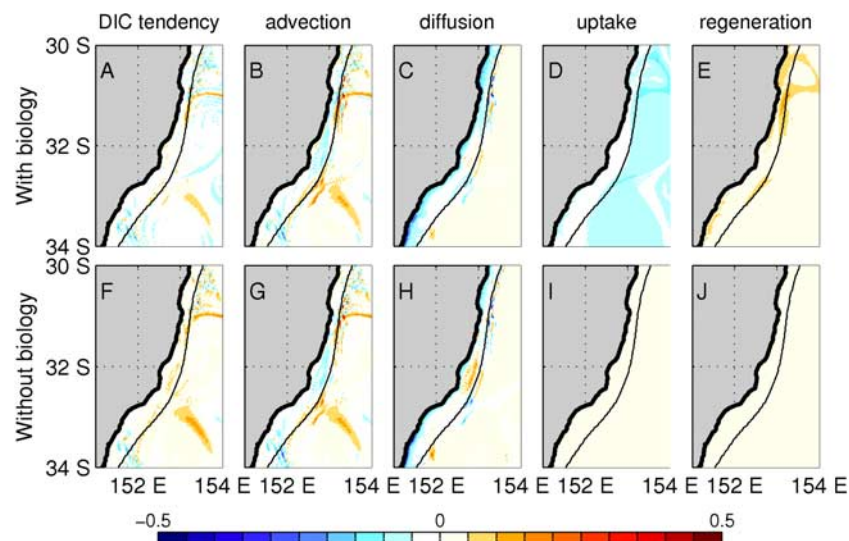 DIC tendency advection diffusion uptake regeneration
30 S
A B C D E
With biology
32 S
34 S
30 S
F G H I J
Without biology
32 S
34 S
152 E 154 E 152 E 154 E 152 E 154 E 152 E 154 E 152 E 154 E
−0.5 0 0.5